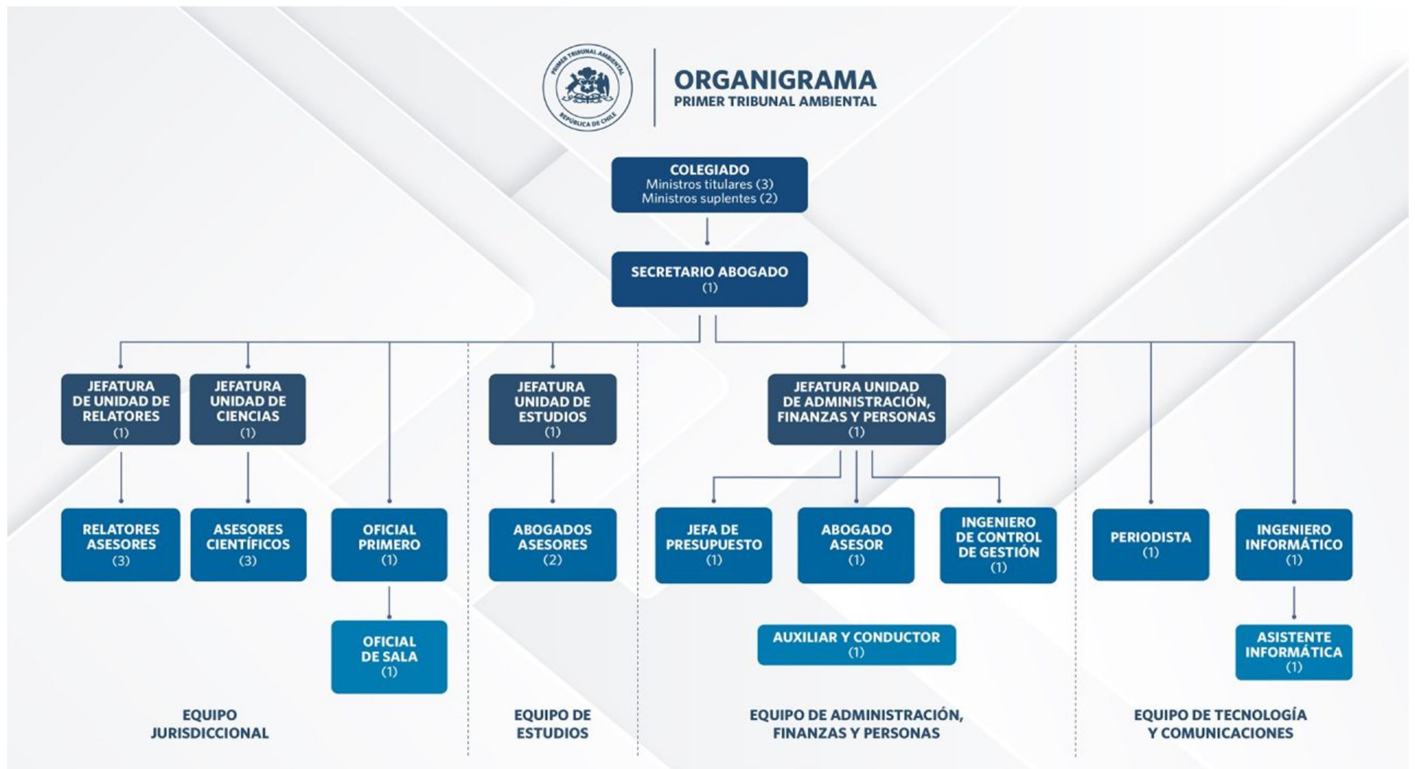 PRIMER TRIBUNAL AMBIENTAL
REPÚBLICA DE CHILE
ORGANIGRAMA
PRIMER TRIBUNAL AMBIENTAL
COLEGIADO
Ministros titulares (3)
Ministros suplentes (2)
SECRETARIO ABOGADO
(1)
JEFATURA
DE UNIDAD DE
RELATORES
(1)
JEFATURA
UNIDAD DE
CIENCIAS
(1)
JEFATURA
UNIDAD DE
ESTUDIOS
(1)
JEFATURA UNIDAD
DE ADMINISTRACIÓN,
FINANZAS Y PERSONAS
(1)
RELATORES
ASESORES
(3)
ASESORES
CIENTÍFICOS
(3)
OFICIAL
PRIMERO
(1)
ABOGADOS
ASESORES
(2)
JEFA DE
PRESUPUESTO
(1)
ABOGADO
ASESOR
(1)
INGENIERO
DE CONTROL
DE GESTIÓN
(1)
PERIODISTA
(1)
INGENIERO
INFORMÁTICO
(1)
OFICIAL
DE SALA
(1)
AUXILIAR Y CONDUCTOR
(1)
ASISTENTE
INFORMÁTICA
(1)
EQUIPO
JURISDICCIONAL
EQUIPO DE
ESTUDIOS
EQUIPO DE ADMINISTRACIÓN,
FINANZAS Y PERSONAS
EQUIPO DE TECNOLOGÍA
Y COMUNICACIONES